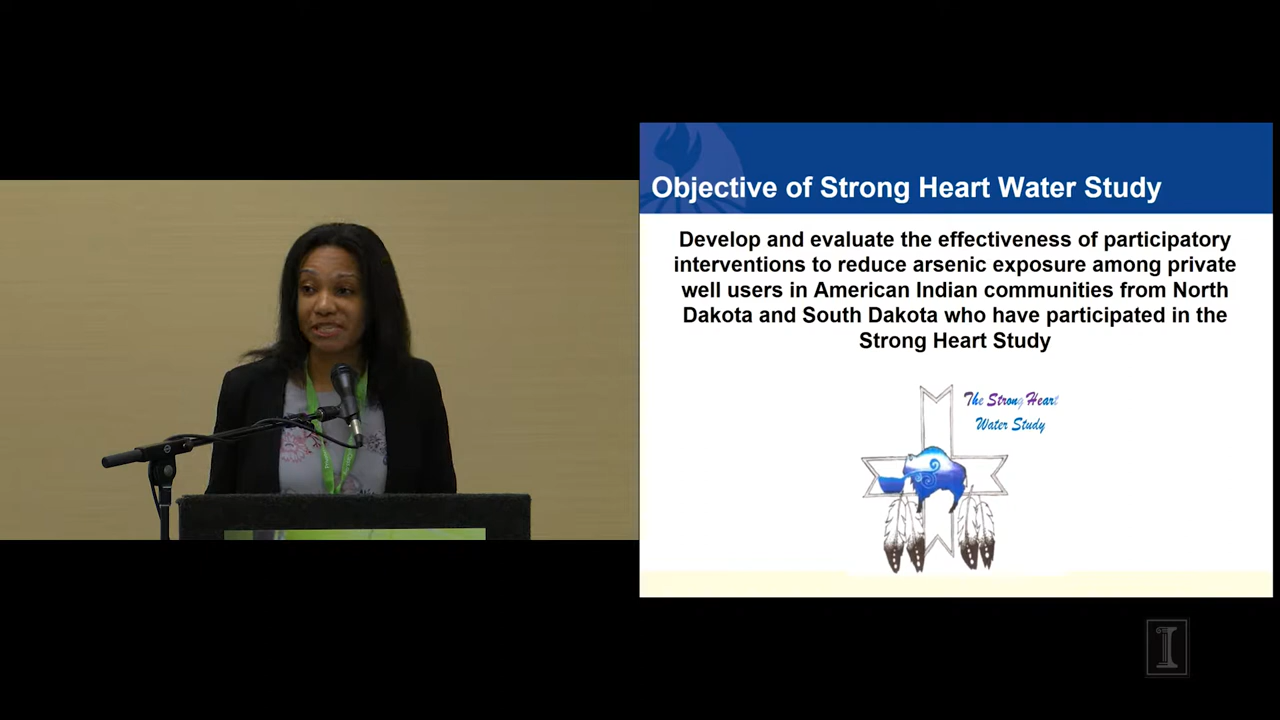 Objective of Strong Heart Water Study
Develop and evaluate the effectiveness of participatory
interventions to reduce arsenic exposure among private
well users in American Indian communities from North
Dakota and South Dakota who have participated in the
Strong Heart Study
The Strong Heart
Water Study
I